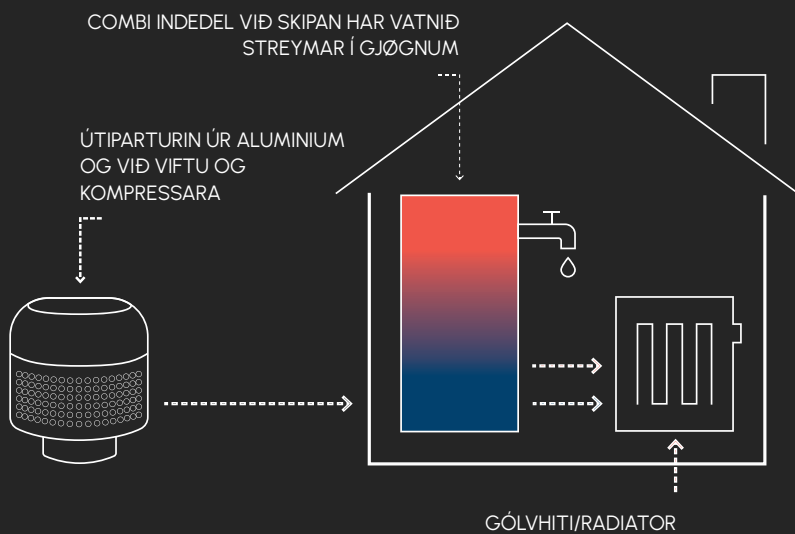 COMBI INDEDEL VIÐ SKIPAN HAR VATNIÐ
STREYMAR Í GJØGNUM
ÚTIPARTURIN ÚR ALUMINIUM
OG VIÐ VIFTU OG
KOMPRESSARA
GÓLVHITI/RADIATOR